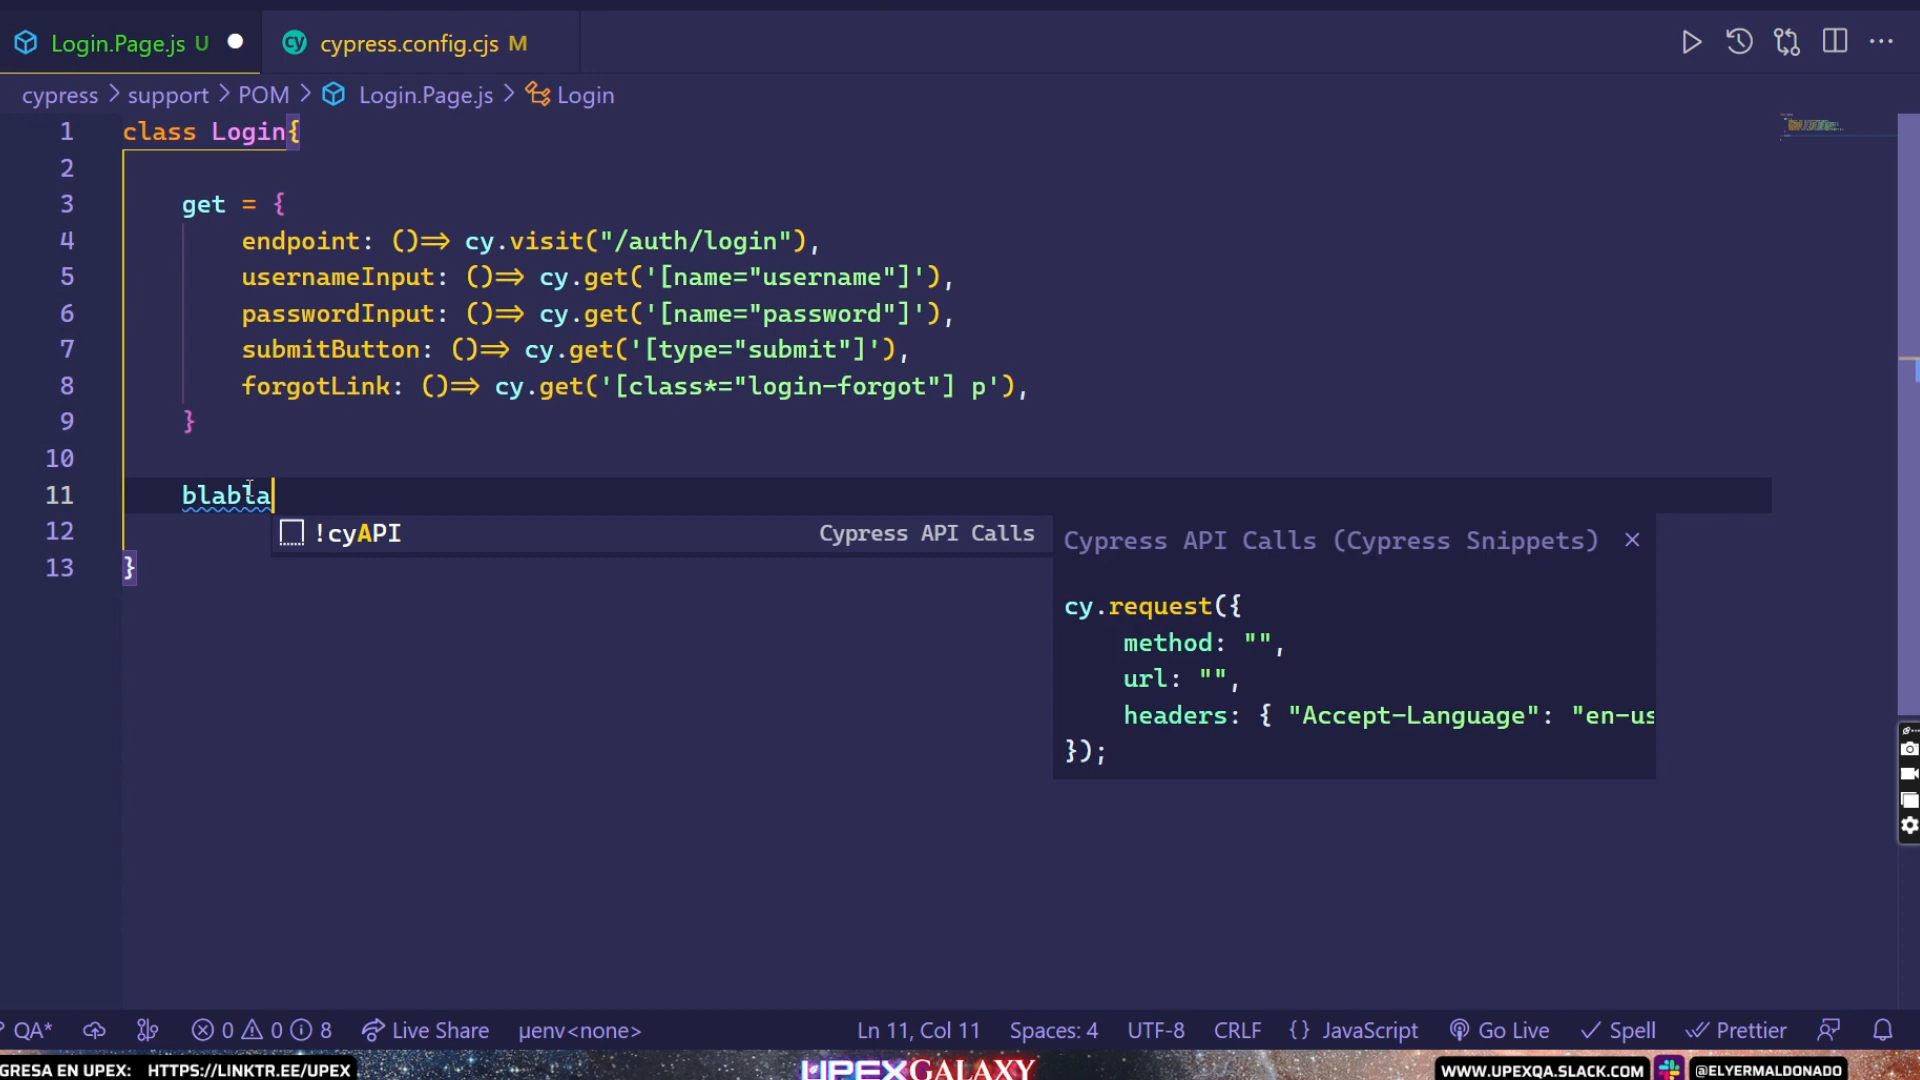 Login.Page.js U
cypress.config.cjs M
cypress > support > POM > Login.Page.js > Login
1 class Login{
2
3 get = {
4 endpoint: ()=> cy.visit("/auth/login"),
5 usernameInput: ()=> cy.get('[name="username"]'),
6 passwordInput: ()=> cy.get('[name="password"]'),
7 submitButton: ()=> cy.get('[type="submit"]'),
8 forgotLink: ()=> cy.get('[class*="login-forgot"] p'),
9 }
10
11 blabla
12
13 }
!cyAPI Cypress API Calls
Cypress API Calls (Cypress Snippets) ×
cy.request({
method: "",
url: "",
headers: { "Accept-Language": "en-us
});
QA* 0 0 8 Live Share µenv<none> Ln 11, Col 11 Spaces: 4 UTF-8 CRLF {} JavaScript Go Live Spell Prettier
GRESA EN UPEX: HTTPS://LINKTR.EE/UPEX
UPEXGALAXY
WWW.UPEXQA.SLACK.COM
@ELYERMALDONADO